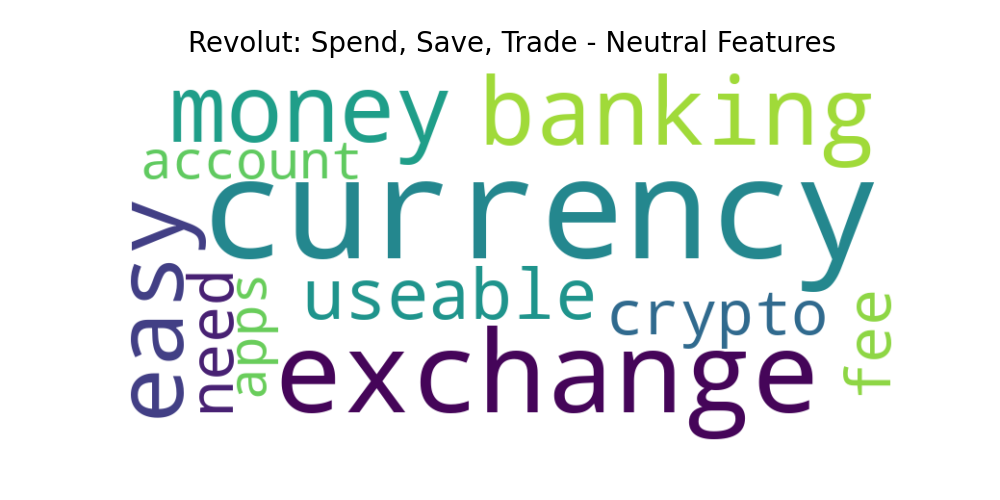 Revolut: Spend, Save, Trade - Neutral Features
money banking
account
currency
easy
need
apps
useable
crypto
fee
exchange